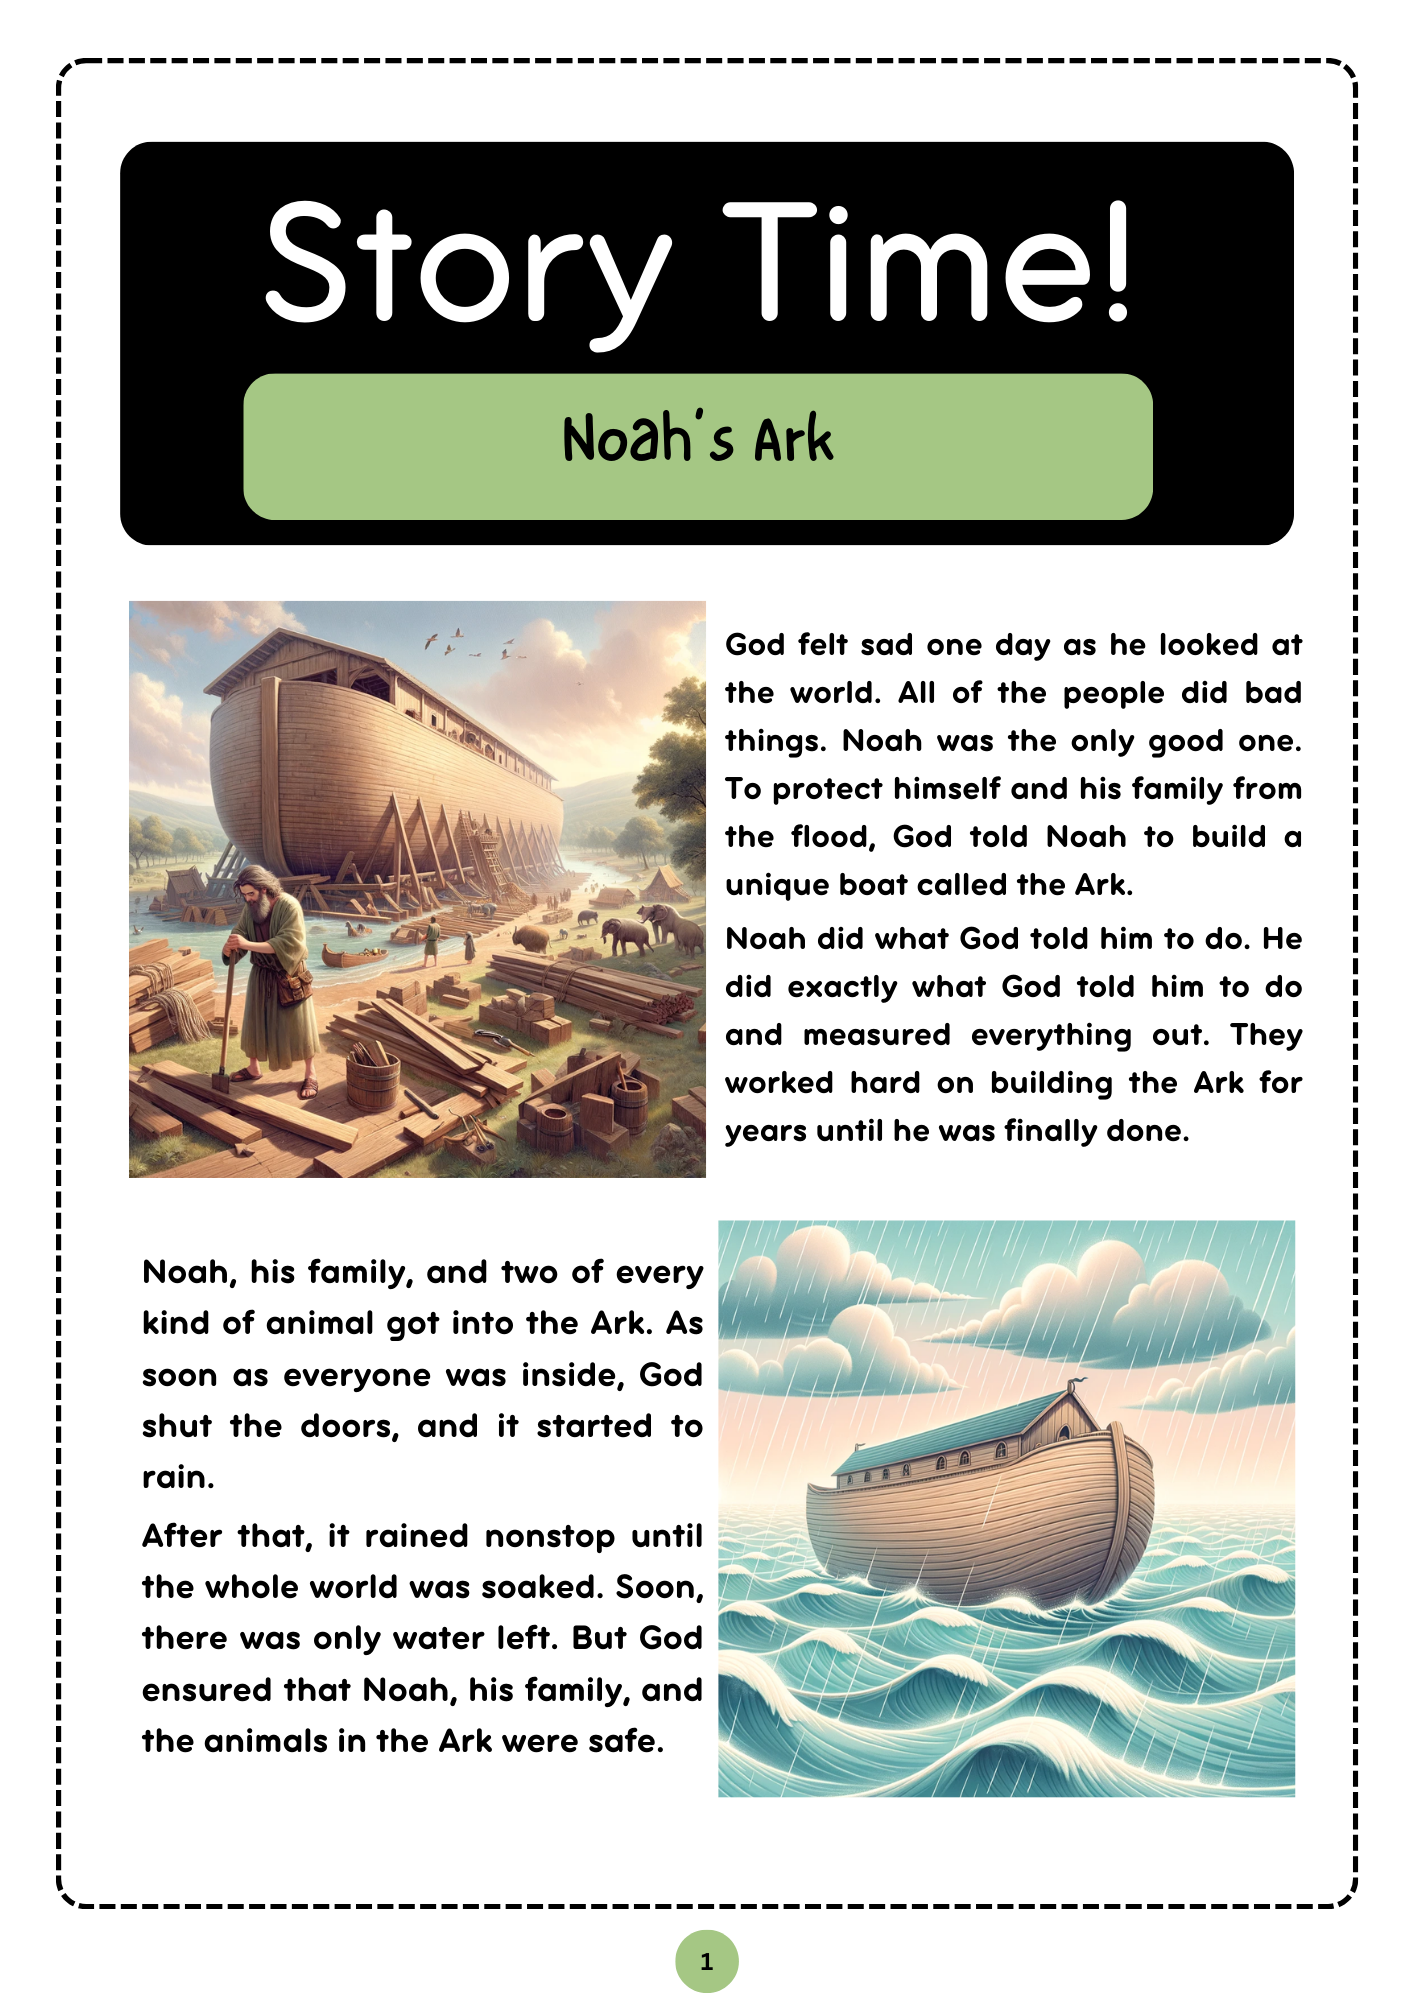 Story Time!
Noah's Ark
God felt sad one day as he looked at
the world. All of the people did bad
things. Noah was the only good one.
To protect himself and his family from
the flood, God told Noah to build a
unique boat called the Ark.
Noah did what God told him to do. He
did exactly what God told him to do
and measured everything out. They
worked hard on building the Ark for
years until he was finally done.
Noah, his family, and two of every
kind of animal got into the Ark. As
soon as everyone was inside, God
shut the doors, and it started to
rain.
After that, it rained nonstop until
the whole world was soaked. Soon,
there was only water left. But God
ensured that Noah, his family, and
the animals in the Ark were safe.
1